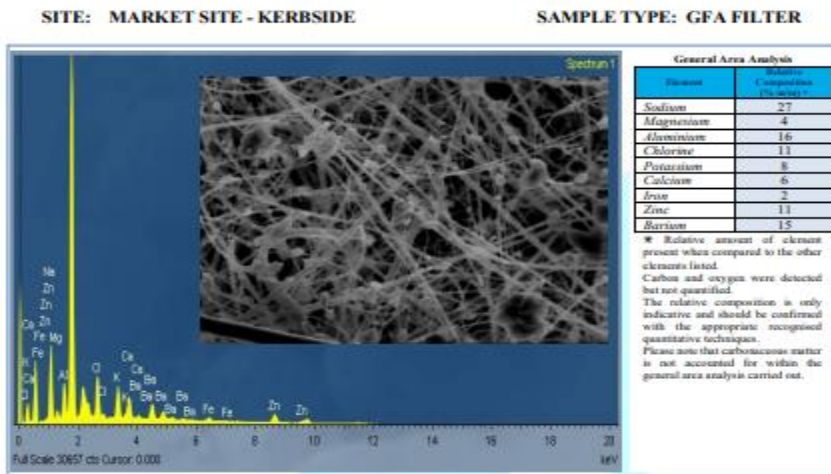 SITE: MARKET SITE - KERBSIDE
SAMPLE TYPE: GFA FILTER
Spectrum 1
Na
Zn
Zn
Ca Zn
Fe Mg
Fe
K
Ca Al
Cl
Cl
Cl
K
K
Ca
Ca
Ba Ba
Ba Ba Ba
Ba Ba
Fe Fe
Zn Zn
0 2 4 6 8 10 12 14 16 18 20
Full Scale 30657 cts Cursor: 0.000
keV
General Area Analysis
Element
Relative
Composition
(% m/m) *
Sodium 27
Magnesium 4
Aluminium 16
Chlorine 11
Potassium 8
Calcium 6
Iron 2
Zinc 11
Barium 15
* Relative amount of element
present when compared to the other
elements listed.
Carbon and oxygen were detected
but not quantified.
The relative composition is only
indicative and should be confirmed
with the appropriate recognised
quantitative techniques.
Please note that carbonaceous matter
is not accounted for within the
general area analysis carried out.